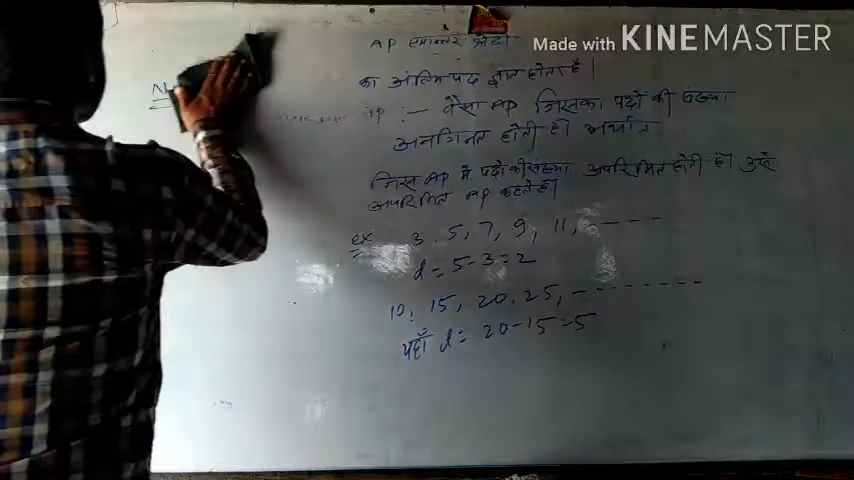 Made with KINEMASTER
AP समान्तर श्रेढी
का अंतिम पद ज्ञात होता है।
AP :- वैसा AP जिसका पदों की संख्या
अनगिनत होती हो अर्थात
जिस AP में पदों की संख्या अपरिमित होती हो उसे
अपरिमित AP कहते हैं।
ex 3, 5, 7, 9, 11, - - - -
d = 5-3=2
10, 15, 20, 25, - - - - - - - -
यहाँ d = 20-15=5